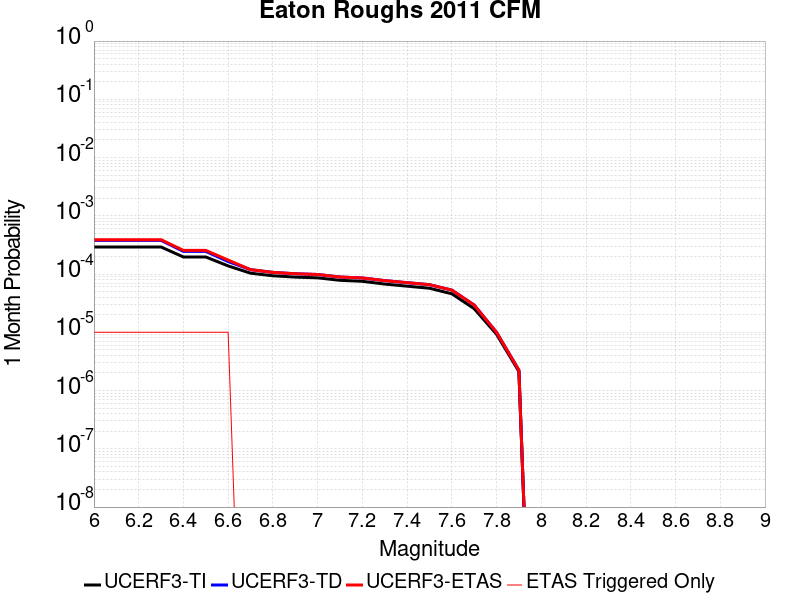 Eaton Roughs 2011 CFM
10^0
10^-1
10^-2
10^-3
10^-4
10^-5
10^-6
10^-7
10^-8
1 Month Probability
6 6.2 6.4 6.6 6.8 7 7.2 7.4 7.6 7.8 8 8.2 8.4 8.6 8.8 9
Magnitude
UCERF3-TI UCERF3-TD UCERF3-ETAS ETAS Triggered Only